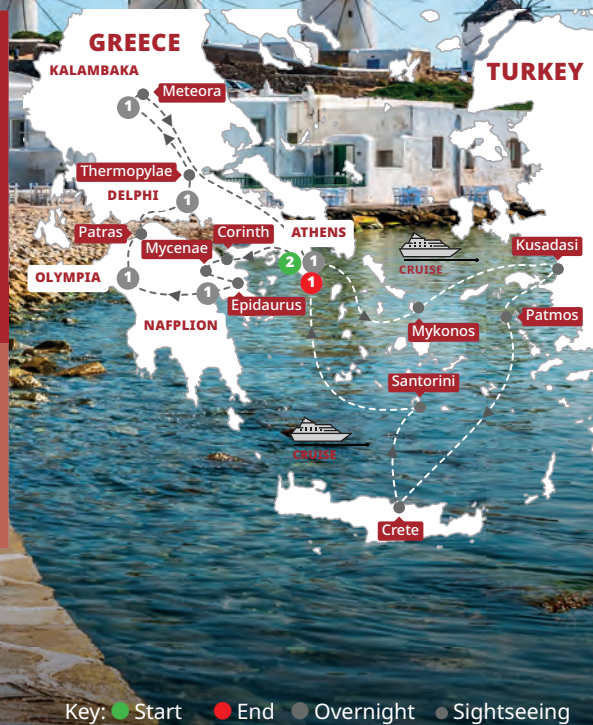 GREECE
KALAMBAKA
TURKEY
Meteora
1
Thermopylae
DELPHI
1
Patras
Corinth
ATHENS
Mycenae
Kusadasi
CRUISE
2
1
OLYMPIA
1
1
1
Epidaurus
Patmos
NAFPLION
Mykonos
Santorini
CRUISE
Crete
Key: Start End Overnight Sightseeing